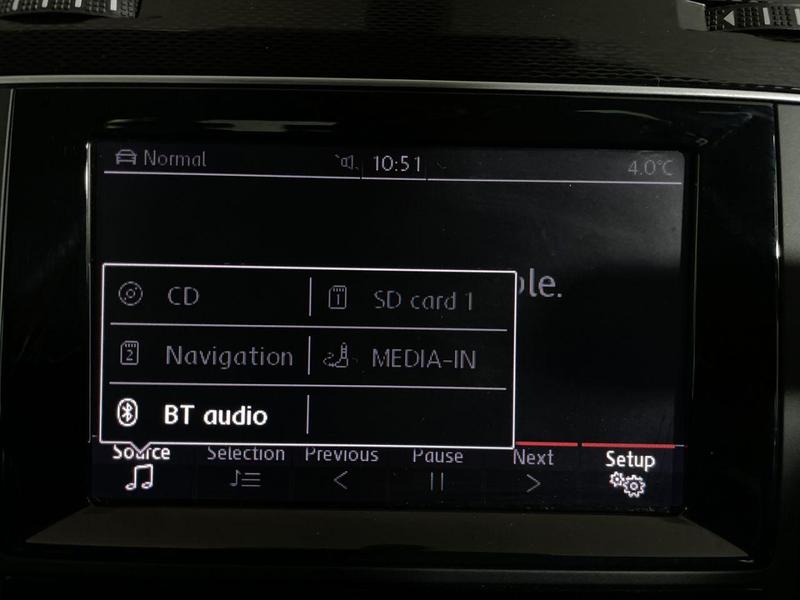 Normal 10:51 4.0°C
ble.
CD SD card 1
Navigation MEDIA-IN
BT audio
Source Selection Previous Pause Next Setup